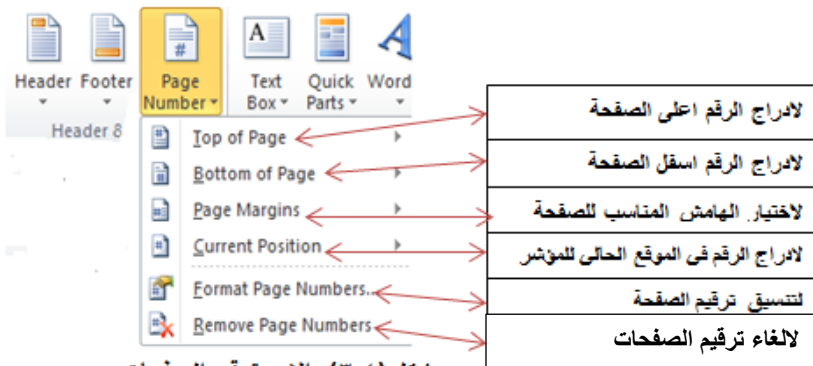 Header Footer Page Number Text Box Quick Parts Word
Header &
Top of Page
لادراج الرقم اعلى الصفحة
Bottom of Page
لادراج الرقم اسفل الصفحة
Page Margins
لاختيار الهامش المناسب للصفحة
Current Position
لادراج الرقم في الموقع الحالي للمؤشر
Format Page Numbers...
لتنسيق ترقيم الصفحة
Remove Page Numbers
لالغاء ترقيم الصفحات